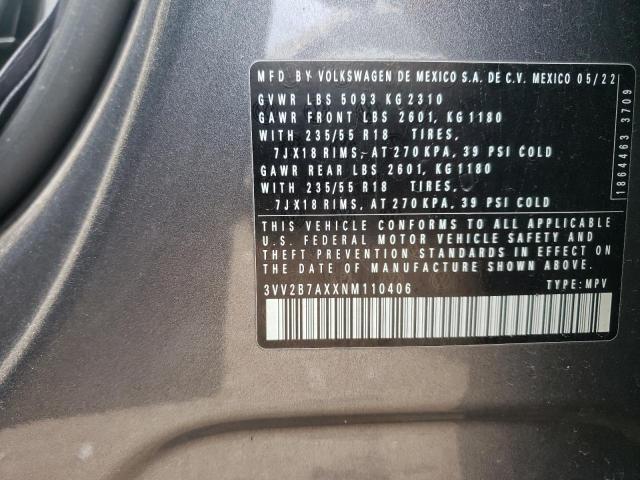 MFD BY VOLKSWAGEN DE MEXICO S.A. DE C.V. MEXICO 05/22
GVWR LBS 5093 KG 2310
GAWR FRONT LBS 2601, KG 1180
WITH 235/55 R18 TIRES,
7JX18 RIMS, AT 270 KPA, 39 PSI COLD
GAWR REAR LBS 2601, KG 1180
WITH 235/55 R18 TIRES,
7JX18 RIMS, AT 270 KPA, 39 PSI COLD
THIS VEHICLE CONFORMS TO ALL APPLICABLE
U.S. FEDERAL MOTOR VEHICLE SAFETY AND
THEFT PREVENTION STANDARDS IN EFFECT ON
THE DATE OF MANUFACTURE SHOWN ABOVE.
3VV2B7AXXNM110406 TYPE: MPV
1864463 3709